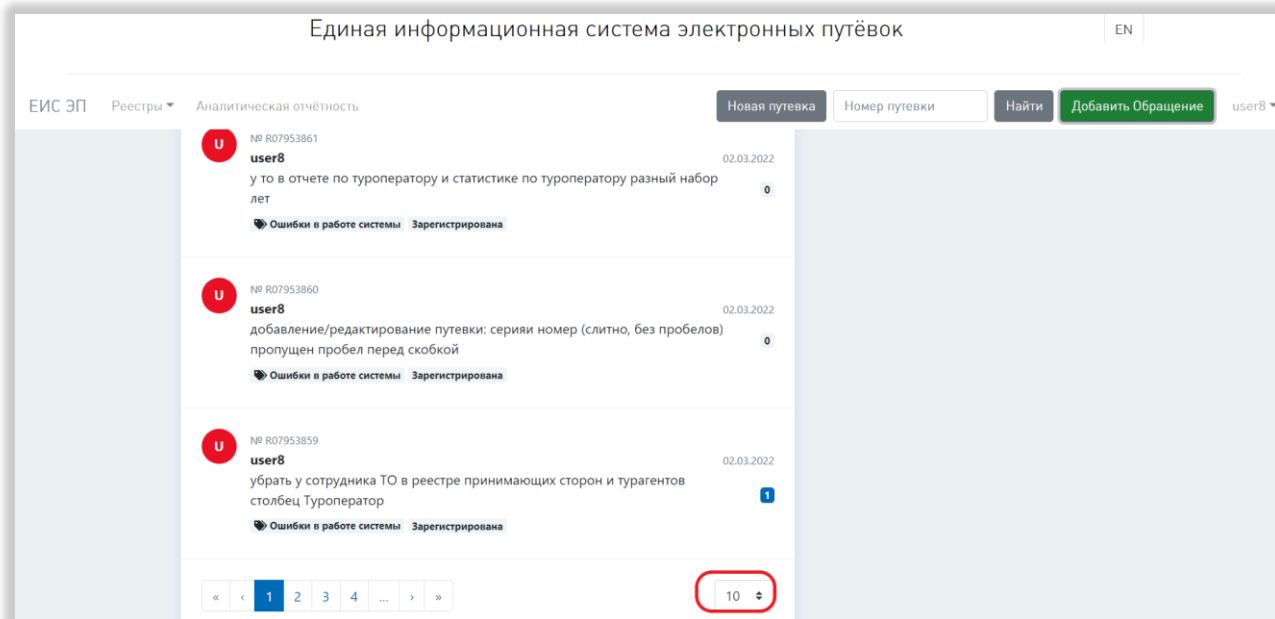 Единая информационная система электронных путёвок
EN
ЕИС ЭП Реестры Аналитическая отчётность Новая путевка Номер путевки Найти Добавить Обращение user8
U
№ R07953861
user8 02.03.2022
у то в отчете по туроператору и статистике по туроператору разный набор
лет
0
Ошибки в работе системы Зарегистрирована
U
№ R07953860
user8 02.03.2022
добавление/редактирование путевки: серияи номер (слитно, без пробелов)
пропущен пробел перед скобкой
0
Ошибки в работе системы Зарегистрирована
U
№ R07953859
user8 02.03.2022
убрать у сотрудника ТО в реестре принимающих сторон и турагентов
столбец Туроператор
1
Ошибки в работе системы Зарегистрирована
« ‹ 1 2 3 4 ... › » 10